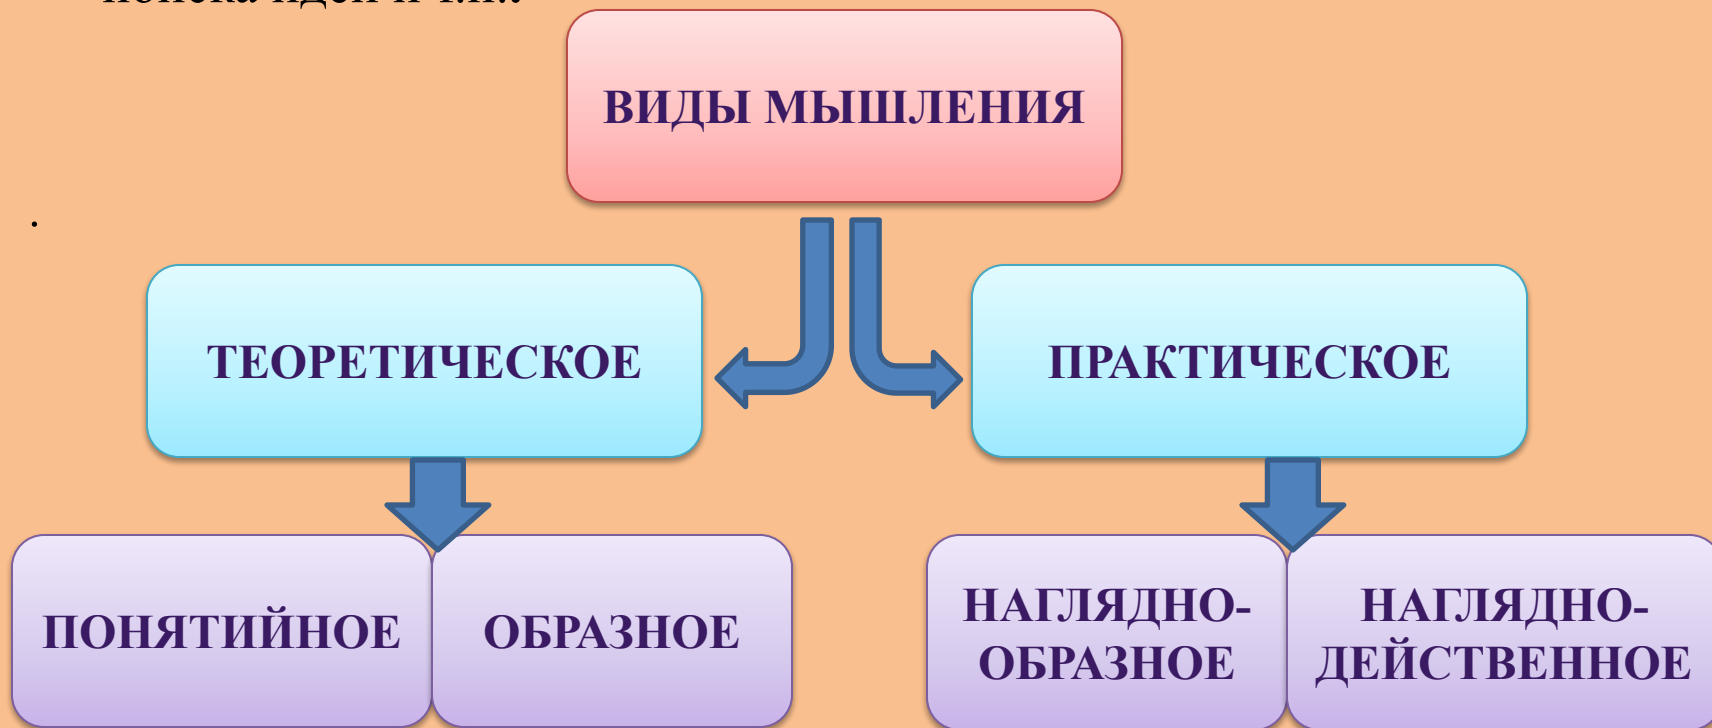 ВИДЫ МЫШЛЕНИЯ
.
ТЕОРЕТИЧЕСКОЕ
ПРАКТИЧЕСКОЕ
ПОНЯТИЙНОЕ
ОБРАЗНОЕ
НАГЛЯДНО-
ОБРАЗНОЕ
НАГЛЯДНО-
ДЕЙСТВЕННОЕ